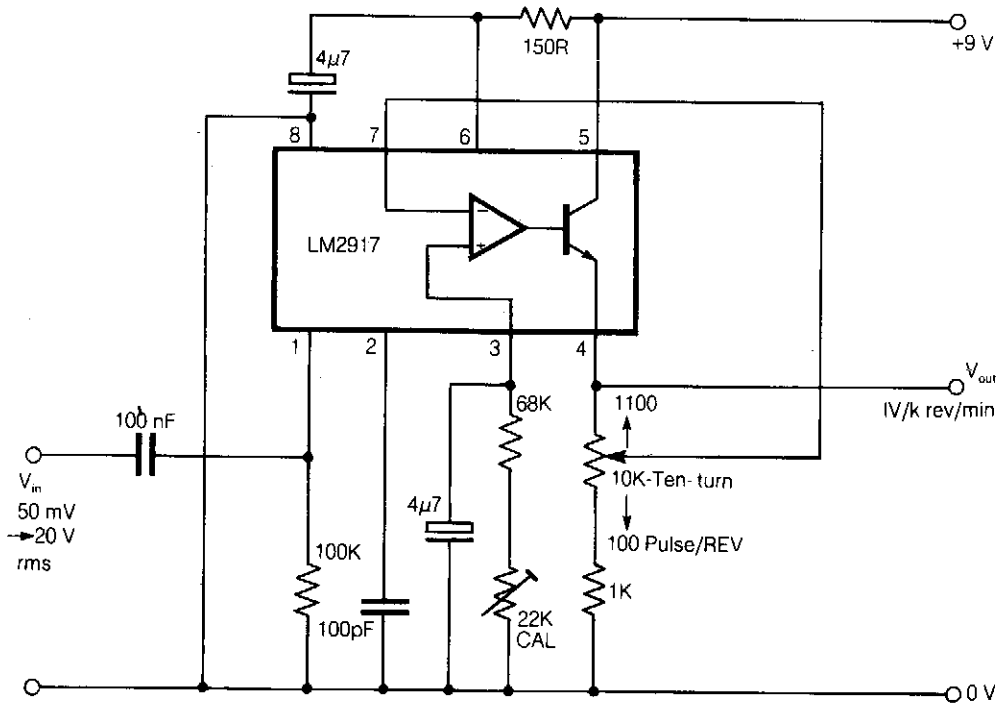 150R
+9 V
4µ7
8
7
6
5
LM2917
1
2
3
4
V_out
IV/k rev/min
68K
1100
100 nF
10K-Ten-turn
V_in
50 mV
→20 V
rms
4µ7
100 Pulse/REV
100K
1K
100pF
22K
CAL
0 V